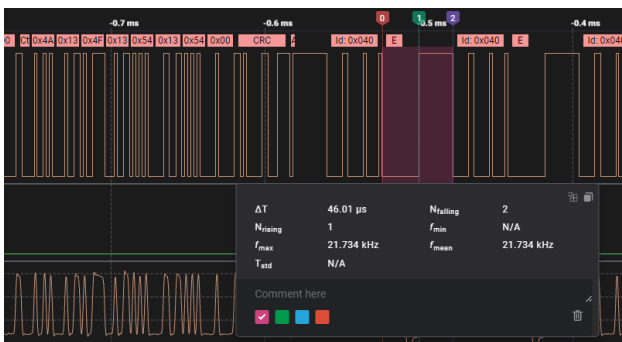 -0.7 ms -0.6 ms 0 1 -0.5 ms 2 -0.4 ms
Ct 0x4A 0x13 0x4F 0x13 0x54 0x13 0x54 0x00 CRC A Id: 0x040 E Id: 0x040 E Id: 0x04
ΔT 46.01 µs Nfalling 2
Nrising 1 fmin N/A
fmax 21.734 kHz fmean 21.734 kHz
Tstd N/A
Comment here